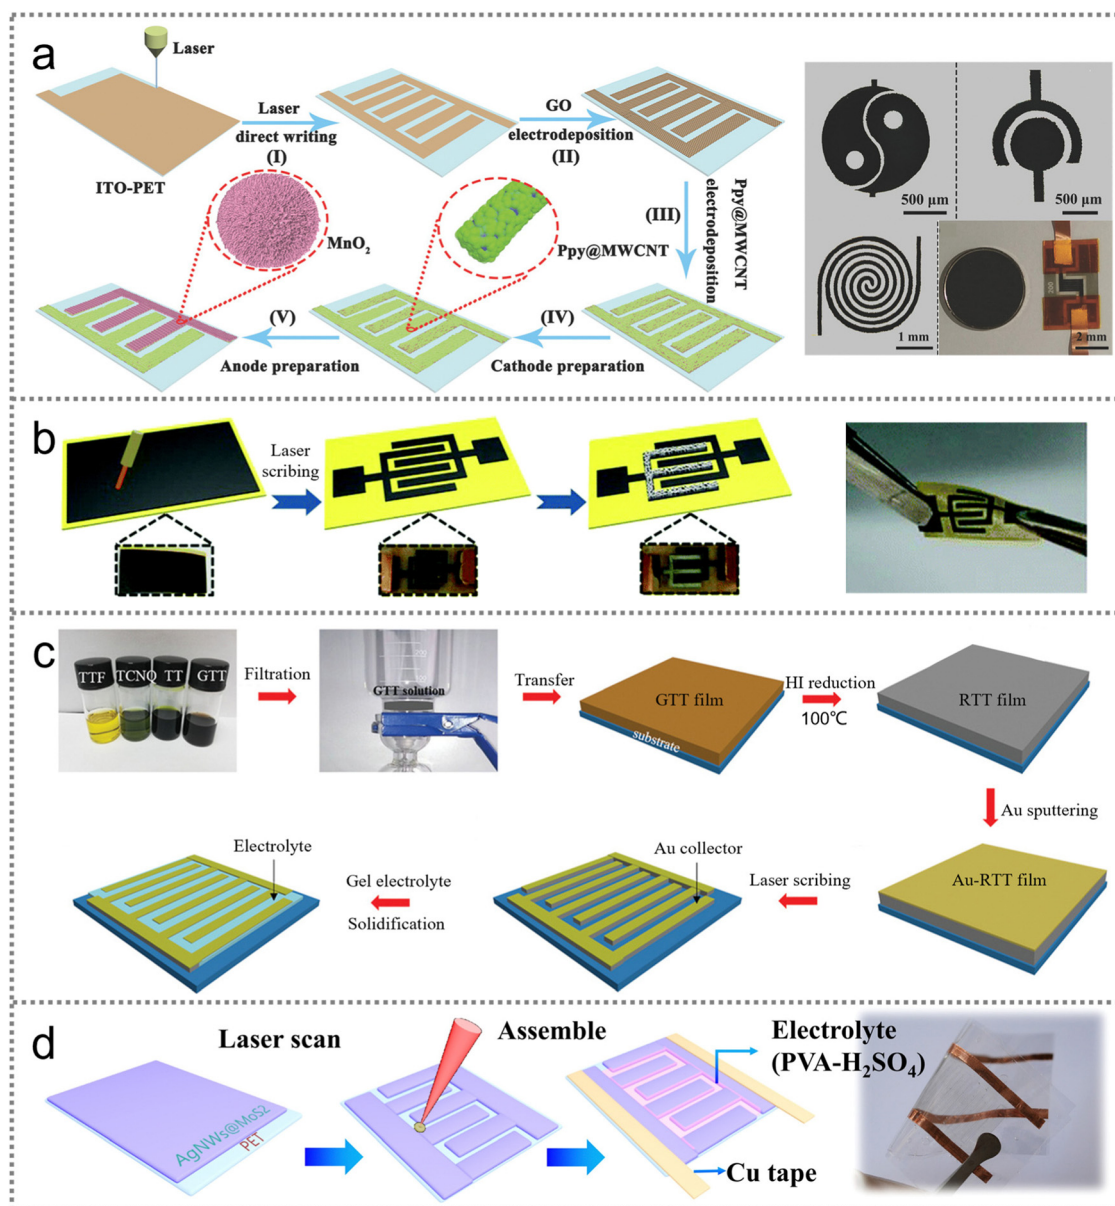 a
Laser
Laser
direct writing
(I)
GO
electrodeposition
(II)
ITO-PET
MnO₂
Ppy@MWCNT
(III)
Ppy@MWCNT
electrodeposition
(V)
(IV)
Anode preparation
Cathode preparation
500 µm
500 µm
1 mm
2 mm
b
Laser
scribing
c
TTF
TCNQ
TT
GTT
Filtration
GTT solution
Transfer
GTT film
substrate
HI reduction
100℃
RTT film
Au sputtering
Electrolyte
Gel electrolyte
Solidification
Au collector
Laser scribing
Au-RTT film
d
Laser scan
Assemble
Electrolyte
(PVA-H₂SO₄)
AgNWs@MoS2
PET
Cu tape